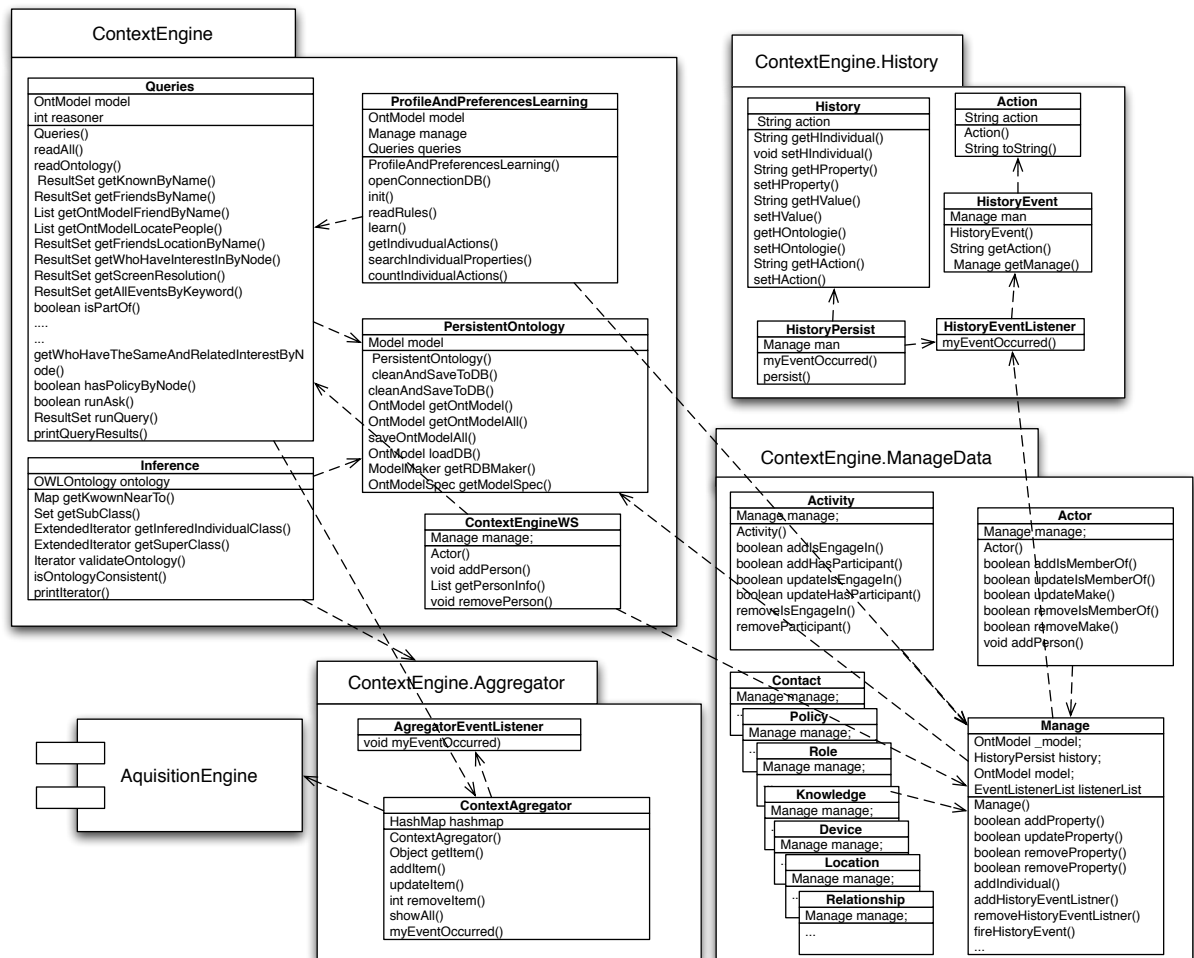 ContextEngine
Queries
OntModel model
int reasoner
Queries()
readAll()
readOntology()
ResultSet getKnownByName()
ResultSet getFriendsByName()
List getOntModelFriendByName()
List getOntModelLocatePeople()
ResultSet getFriendsLocationByName()
ResultSet getWhoHaveInterestInByNode()
ResultSet getScreenResolution()
ResultSet getAllEventsByKeyword()
boolean isPartOf()
....
...
getWhoHaveTheSameAndRelatedInterestByN
ode()
boolean hasPolicyByNode()
boolean runAsk()
ResultSet runQuery()
printQueryResults()
Inference
OWLOntology ontology
Map getKwownNearTo()
Set getSubClass()
ExtendedIterator getInferedIndividualClass()
ExtendedIterator getSuperClass()
Iterator validateOntology()
isOntologyConsistent()
printIterator()
ProfileAndPreferencesLearning
OntModel model
Manage manage
Queries queries
ProfileAndPreferencesLearning()
openConnectionDB()
init()
readRules()
learn()
getIndivudualActions()
searchIndividualProperties()
countIndividualActions()
PersistentOntology
Model model
PersistentOntology()
cleanAndSaveToDB()
cleanAndSaveToDB()
OntModel getOntModel()
OntModel getOntModelAll()
saveOntModelAll()
OntModel loadDB()
ModelMaker getRDBMaker()
OntModelSpec getModelSpec()
ContextEngineWS
Manage manage;
Actor()
void addPerson()
List getPersonInfo()
void removePerson()
ContextEngine.History
History
String action
String getHIndividual()
void setHIndividual()
String getHProperty()
setHProperty()
String getHValue()
setHValue()
getHOntologie()
setHOntologie()
String getHAction()
setHAction()
Action
String action
Action()
String toString()
HistoryEvent
Manage man
HistoryEvent()
String getAction()
Manage getManage()
HistoryPersist
Manage man
myEventOccurred()
persist()
HistoryEventListener
myEventOccurred()
ContextEngine.ManageData
Activity
Manage manage;
Activity()
boolean addIsEngageIn()
boolean addHasParticipant()
boolean updateIsEngageIn()
boolean updateHasParticipant()
removeIsEngageIn()
removeParticipant()
Actor
Manage manage;
Actor()
boolean addIsMemberOf()
boolean updateIsMemberOf()
boolean updateMake()
boolean removeIsMemberOf()
boolean removeMake()
void addPerson()
Contact
Manage manage;
..
Policy
Manage manage;
..
Role
Manage manage;
Knowledge
Manage manage;
.
Device
Manage manage;
.
Location
Manage manage;
..
Relationship
Manage manage;
...
Manage
OntModel _model;
HistoryPersist history;
OntModel model;
EventListenerList listenerList
Manage()
boolean addProperty()
boolean updateProperty()
boolean removeProperty()
boolean removeProperty()
addIndividual()
addHistoryEventListner()
removeHistoryEventListner()
fireHistoryEvent()
...
ContextEngine.Aggregator
AgregatorEventListener
void myEventOccurred)
ContextAgregator
HashMap hashmap
ContextAgregator()
Object getItem()
addItem()
updateItem()
int removeItem()
showAll()
myEventOccurred()
AquisitionEngine